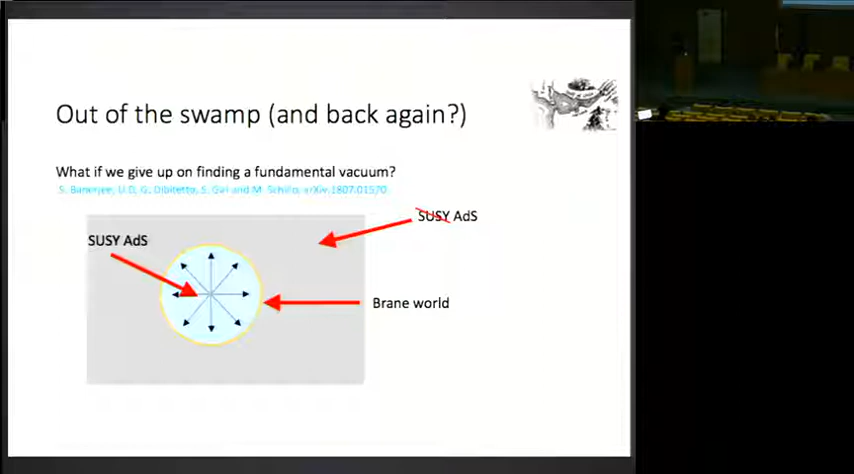 Out of the swamp (and back again?)
What if we give up on finding a fundamental vacuum?
S. Banerjee, U.D, G. Dibitetto, S. Giri and M. Schillo, arXiv.1807.01570
SUSY AdS
SUSY AdS
Brane world